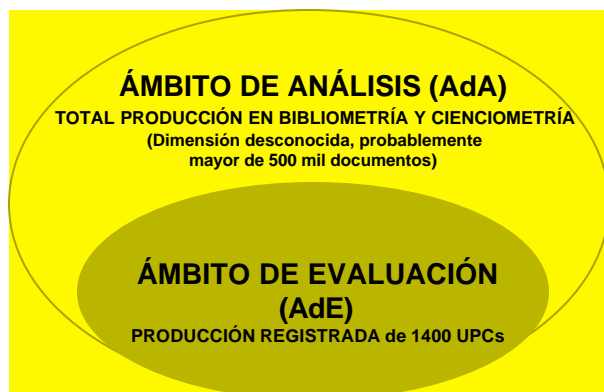 ÁMBITO DE ANÁLISIS (AdA)
TOTAL PRODUCCIÓN EN BIBLIOMETRÍA Y CIENCIOMETRÍA
(Dimensión desconocida, probablemente
mayor de 500 mil documentos)
ÁMBITO DE EVALUACIÓN
(AdE)
PRODUCCIÓN REGISTRADA de 1400 UPCs